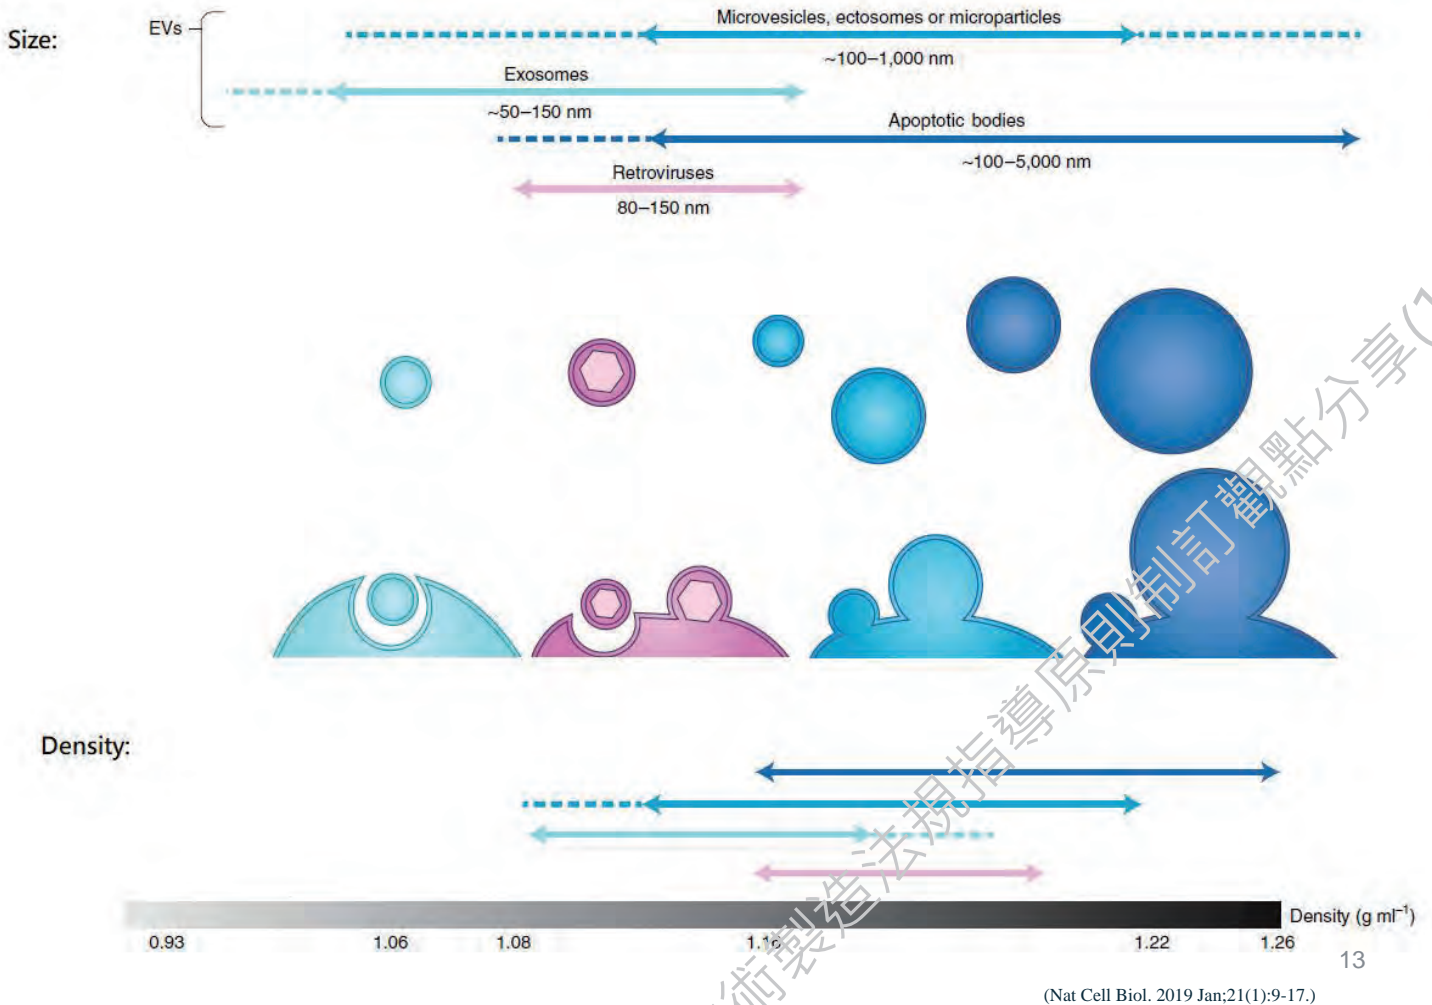 Size:
EVs
Microvesicles, ectosomes or microparticles
~100–1,000 nm
Exosomes
~50–150 nm
Apoptotic bodies
~100–5,000 nm
Retroviruses
80–150 nm
Density:
Density (g ml⁻¹)
0.93 1.06 1.08 1.16 1.22 1.26
13
(Nat Cell Biol. 2019 Jan;21(1):9-17.)
術製造法規指導原則制訂觀點分享(